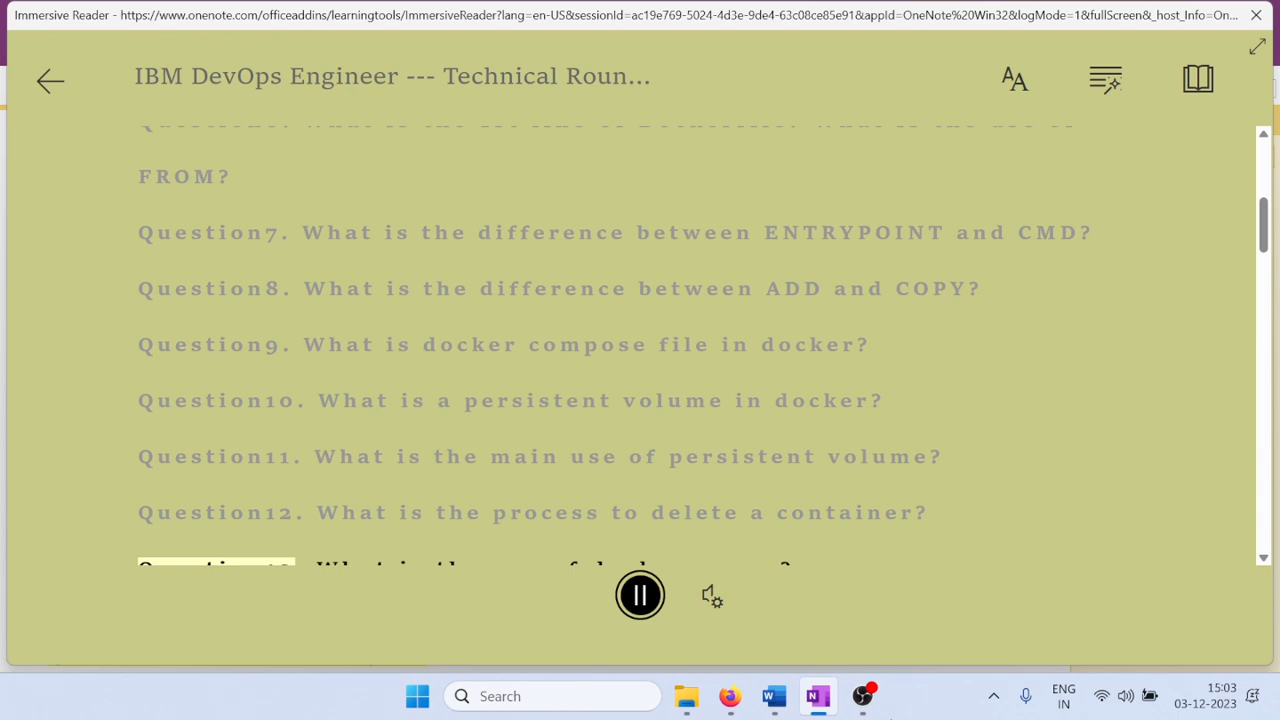 Immersive Reader - https://www.onenote.com/officeaddins/learningtools/ImmersiveReader?lang=en-US&sessionId=ac19e769-5024-4d3e-9de4-63c08ce85e91&appId=OneNote%20Win32&logMode=1&fullScreen&_host_Info=On...
IBM DevOps Engineer --- Technical Roun...
FROM?
Question7. What is the difference between ENTRYPOINT and CMD?
Question8. What is the difference between ADD and COPY?
Question9. What is docker compose file in docker?
Question10. What is a persistent volume in docker?
Question11. What is the main use of persistent volume?
Question12. What is the process to delete a container?
Search
ENG
IN
15:03
03-12-2023